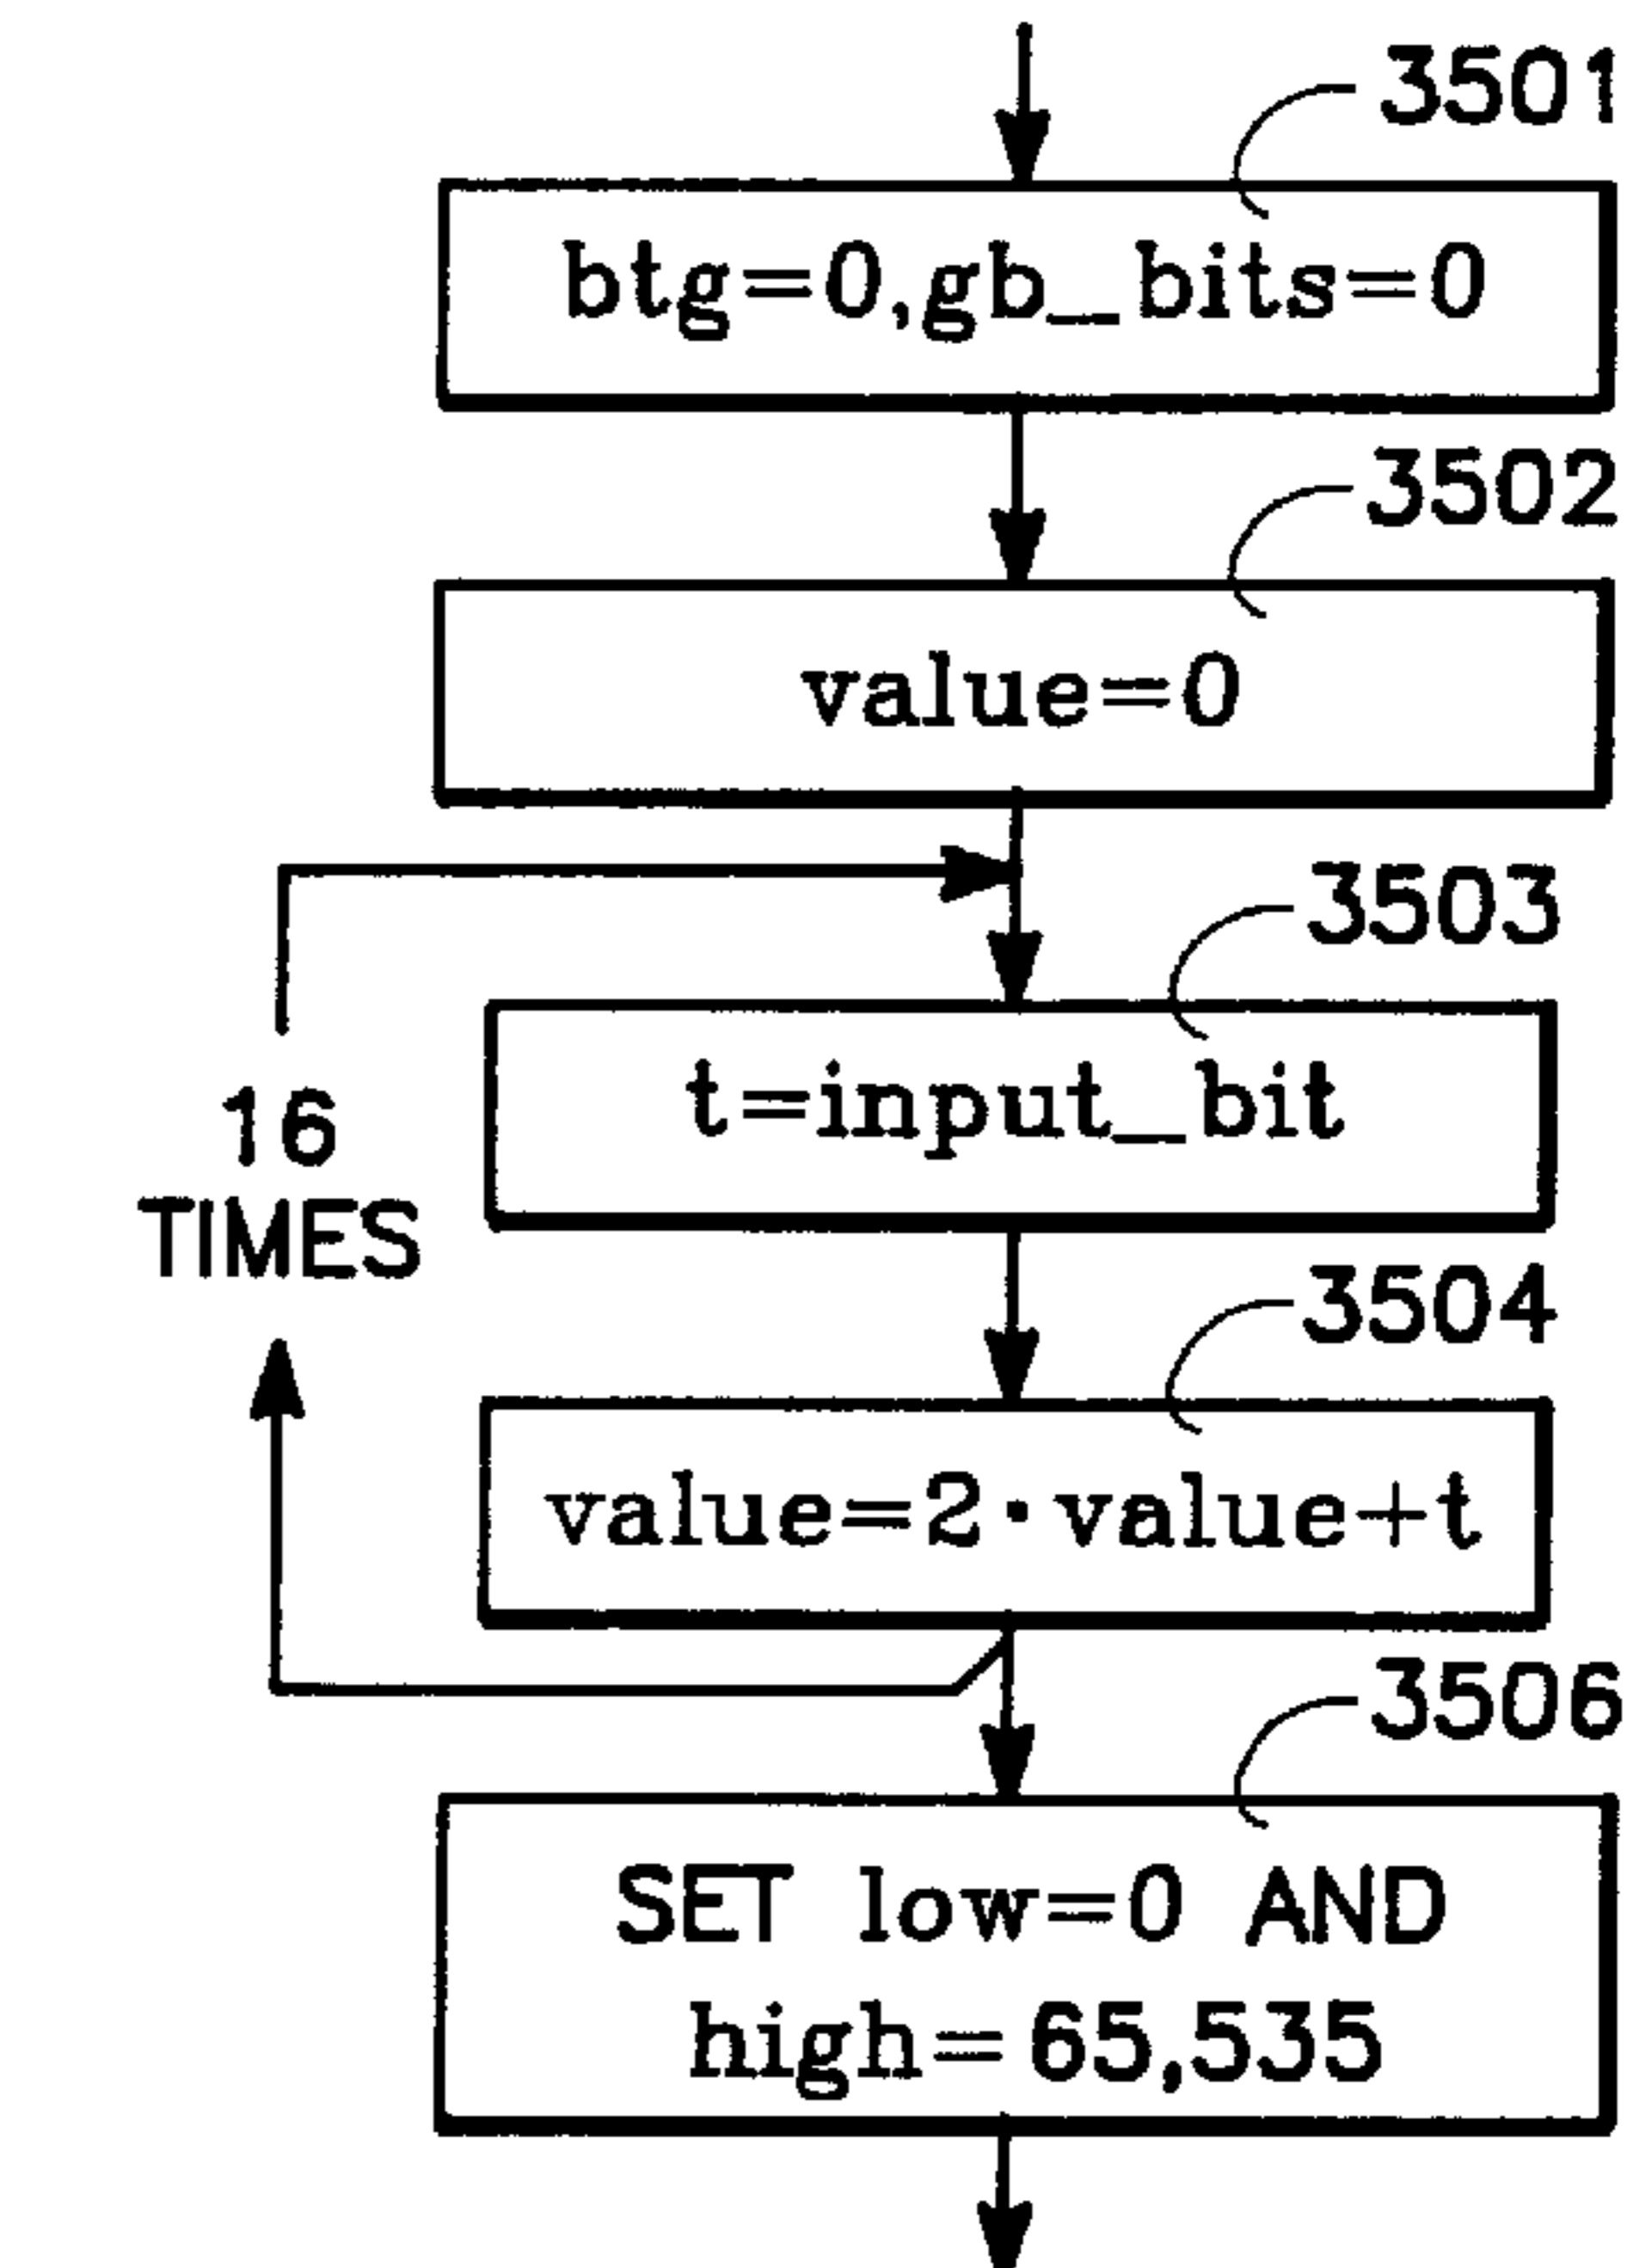 3501
btg=0,gb_bits=0
3502
value=0
3503
t=input_bit
16
TIMES
3504
value=2·value+t
3506
SET low=0 AND
high=65,535